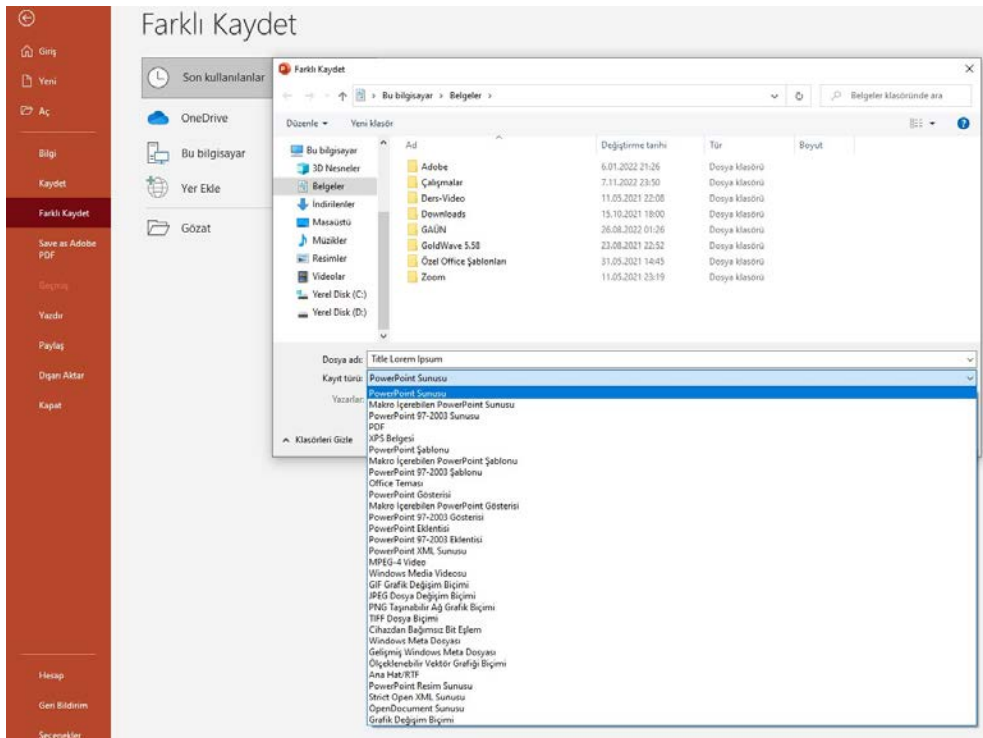 Farklı Kaydet
Giriş
Yeni
Aç
Bilgi
Kaydet
Farklı Kaydet
Save as Adobe
PDF
Geçmiş
Yazdır
Paylaş
Dışarı Aktar
Kapat
Hesap
Geri Bildirim
Seçenekler
Son kullanılanlar
OneDrive
Bu bilgisayar
Yer Ekle
Gözat
Farklı Kaydet
Bu bilgisayar > Belgeler >
Belgeler klasöründe ara
Düzenle
Yeni klasör
Bu bilgisayar
3D Nesneler
Belgeler
İndirilenler
Masaüstü
Müzikler
Resimler
Videolar
Yerel Disk (C:)
Yerel Disk (D:)
Ad Değiştirme tarihi Tür Boyut
Adobe 6.01.2022 21:26 Dosya klasörü
Çalışmalar 7.11.2022 23:50 Dosya klasörü
Ders-Video 11.05.2021 22:08 Dosya klasörü
Downloads 15.10.2021 18:00 Dosya klasörü
GAÜN 26.08.2022 01:26 Dosya klasörü
GoldWave 5.58 23.08.2021 22:52 Dosya klasörü
Özel Office Şablonları 31.05.2021 14:45 Dosya klasörü
Zoom 11.05.2021 23:19 Dosya klasörü
Dosya adı: Title Lorem Ipsum
Kayıt türü: PowerPoint Sunusu
Yazarlar:
Klasörleri Gizle
PowerPoint Sunusu
Makro İçerebilen PowerPoint Sunusu
PowerPoint 97-2003 Sunusu
PDF
XPS Belgesi
PowerPoint Şablonu
Makro İçerebilen PowerPoint Şablonu
PowerPoint 97-2003 Şablonu
Office Teması
PowerPoint Gösterisi
Makro İçerebilen PowerPoint Gösterisi
PowerPoint 97-2003 Gösterisi
PowerPoint Eklentisi
PowerPoint 97-2003 Eklentisi
PowerPoint XML Sunusu
MPEG-4 Video
Windows Media Videosu
GIF Grafik Değişim Biçimi
JPEG Dosya Değişim Biçimi
PNG Taşınabilir Ağ Grafik Biçimi
TIFF Dosya Biçimi
Cihazdan Bağımsız Bit Eşlem
Windows Meta Dosyası
Gelişmiş Windows Meta Dosyası
Ölçeklenebilir Vektör Grafiği Biçimi
Ana Hat/RTF
PowerPoint Resim Sunusu
Strict Open XML Sunusu
OpenDocument Sunusu
Grafik Değişim Biçimi